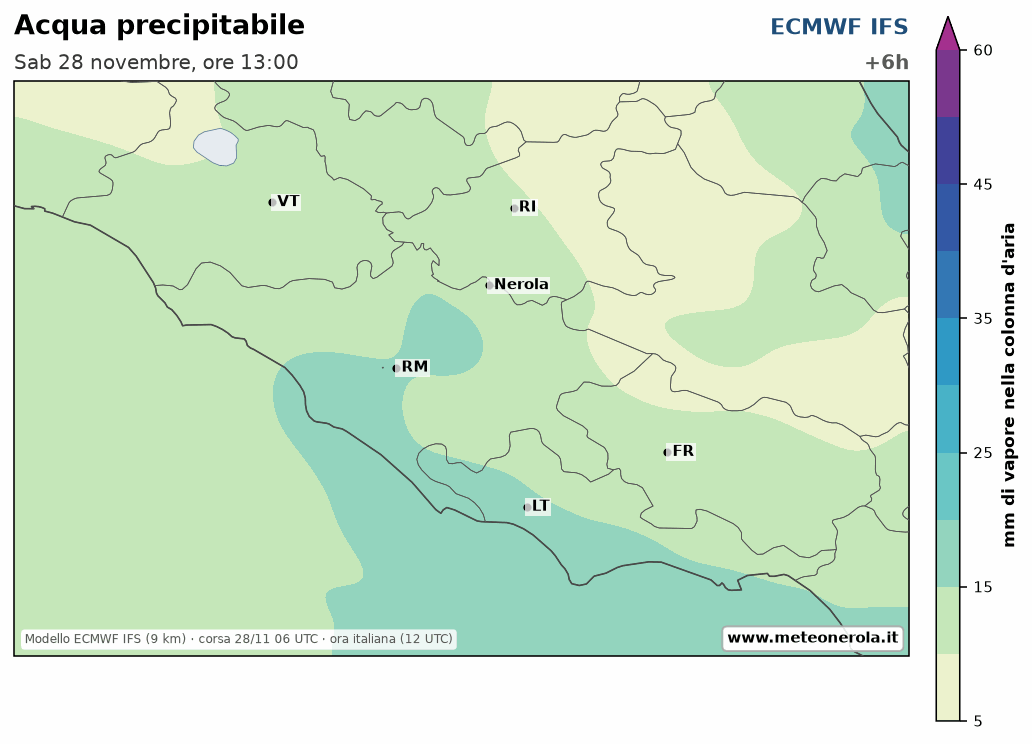 Acqua precipitabile
ECMWF IFS
Sab 28 novembre, ore 13:00
+6h
VT
RI
Nerola
RM
FR
LT
Modello ECMWF IFS (9 km) · corsa 28/11 06 UTC · ora italiana (12 UTC)
www.meteonerola.it
60
45
35
25
15
5
mm di vapore nella colonna d'aria